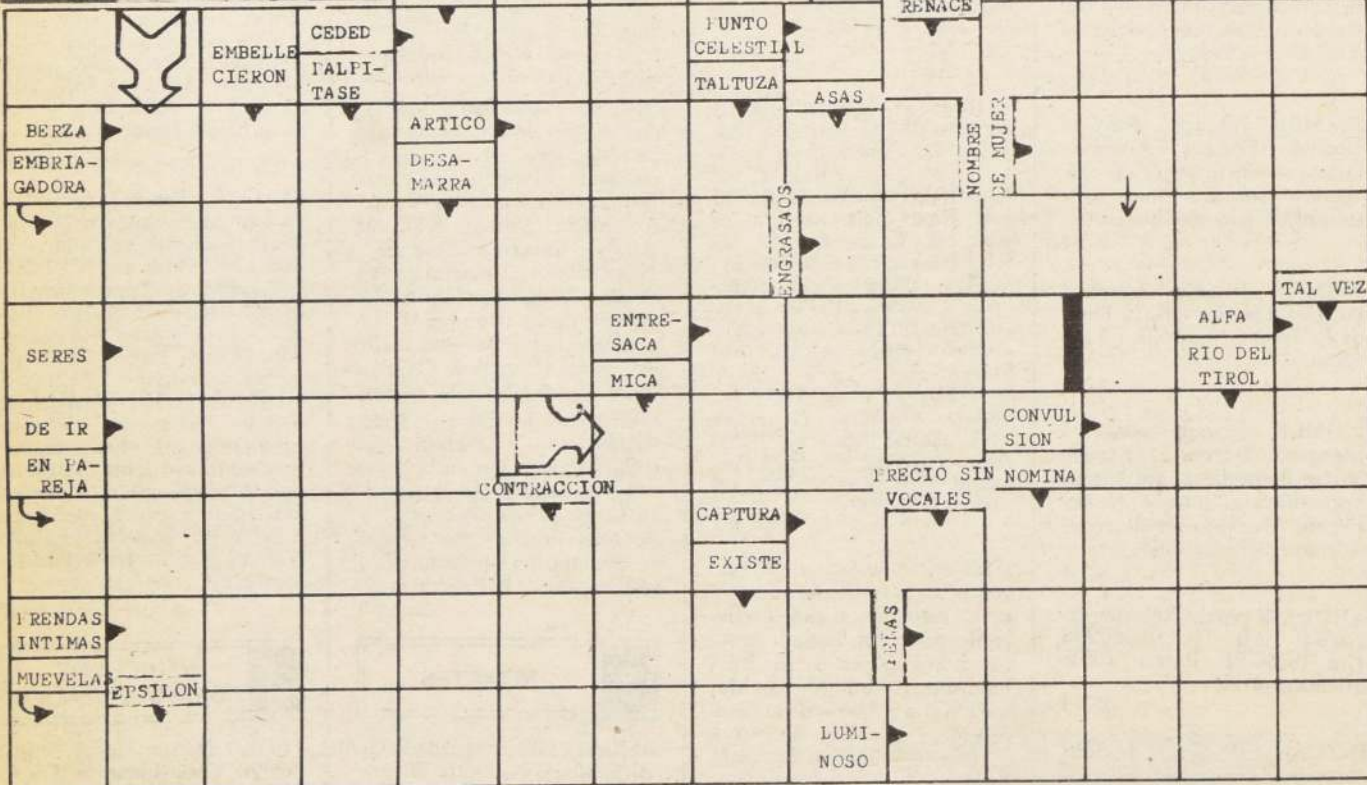 RENACE
EMBELLE
CIERON
CEDED
PALPI-
TASE
PUNTO
CELESTIAL
TALTUZA
ASAS
BERZA
EMBRIA-
GADORA
ARTICO
DESA-
MARRA
NOMBRE
DE MUJER
ENGRASAOS
TAL VEZ
SERES
ENTRE-
SACA
MICA
ALFA
RIO DEL
TIROL
DE IR
EN PA-
REJA
CONTRACCION
CONVUL
SION
NOMINA
PRECIO SIN
VOCALES
CAPTURA
EXISTE
PRENDAS
INTIMAS
MUEVELAS
EPSILON
TELAS
LUMI-
NOSO